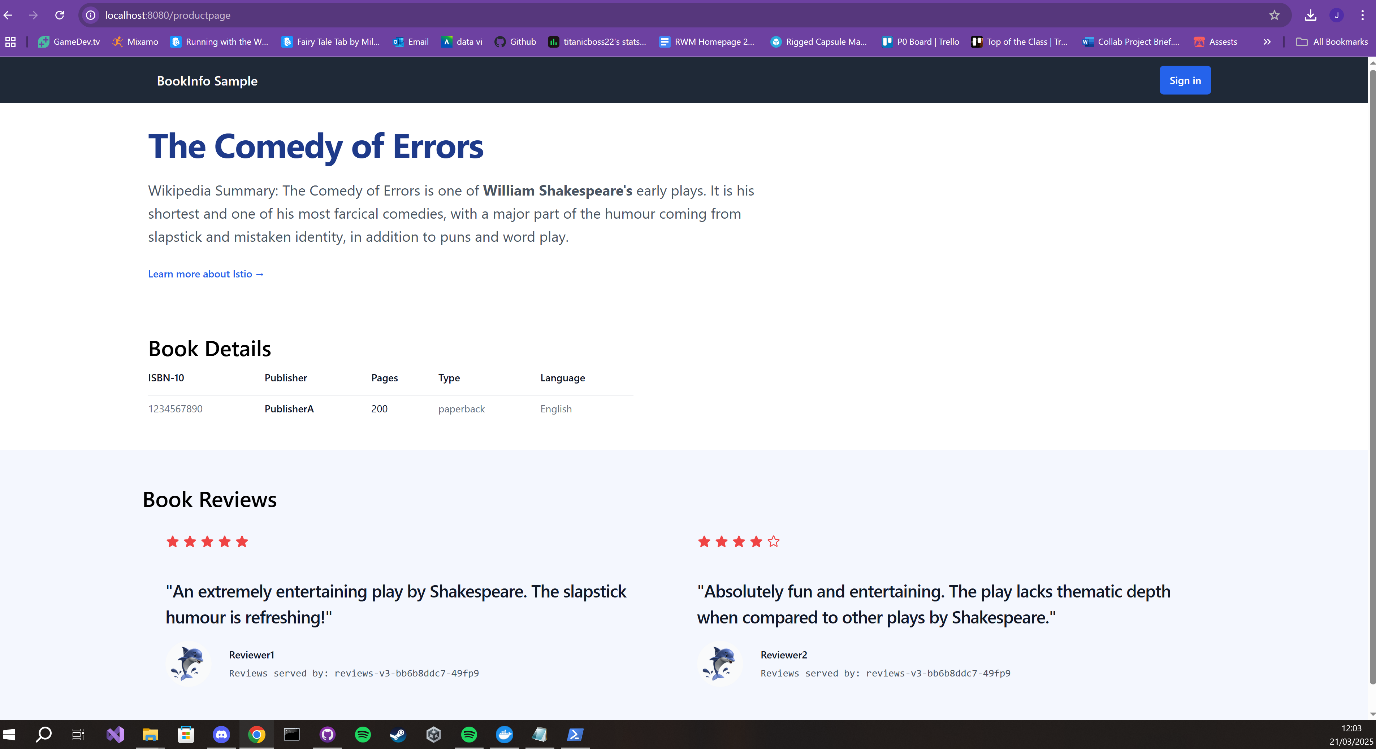 localhost:8080/productpage
J
GameDev.tv
Mixamo
Running with the W...
Fairy Tale Tab by Mil...
Email
data vi
Github
titanicboss22's stats...
RWM Homepage 2...
Rigged Capsule Ma...
P0 Board | Trello
Top of the Class | Tr...
Collab Project Brief....
Assests
»
All Bookmarks
BookInfo Sample
Sign in
The Comedy of Errors
Wikipedia Summary: The Comedy of Errors is one of William Shakespeare's early plays. It is his
shortest and one of his most farcical comedies, with a major part of the humour coming from
slapstick and mistaken identity, in addition to puns and word play.
Learn more about Istio →
Book Details
ISBN-10 Publisher Pages Type Language
1234567890 PublisherA 200 paperback English
Book Reviews
"An extremely entertaining play by Shakespeare. The slapstick
humour is refreshing!"
Reviewer1
Reviews served by: reviews-v3-bb6b8ddc7-49fp9
"Absolutely fun and entertaining. The play lacks thematic depth
when compared to other plays by Shakespeare."
Reviewer2
Reviews served by: reviews-v3-bb6b8ddc7-49fp9
12:03
21/03/2025